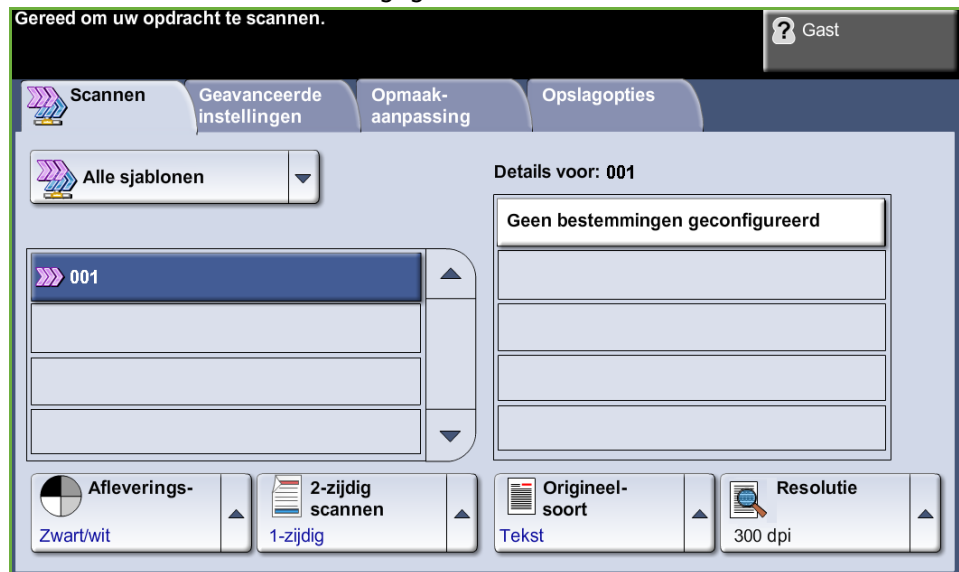 Gereed om uw opdracht te scannen.
? Gast
Scannen
Geavanceerde
instellingen
Opmaak-
aanpassing
Opslagopties
Alle sjablonen
Details voor: 001
Geen bestemmingen geconfigureerd
001
Afleverings-
Zwart/wit
2-zijdig
scannen
1-zijdig
Origineel-
soort
Tekst
Resolutie
300 dpi